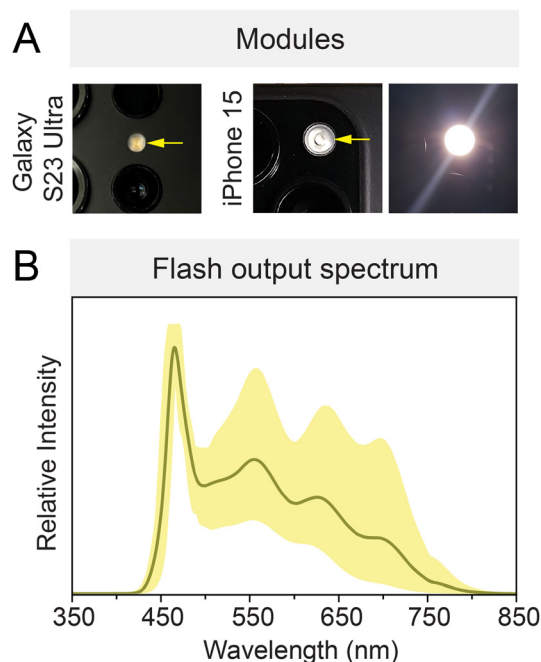 A
Modules
Galaxy
S23 Ultra
iPhone 15
B
Flash output spectrum
Relative Intensity
350 450 550 650 750 850
Wavelength (nm)